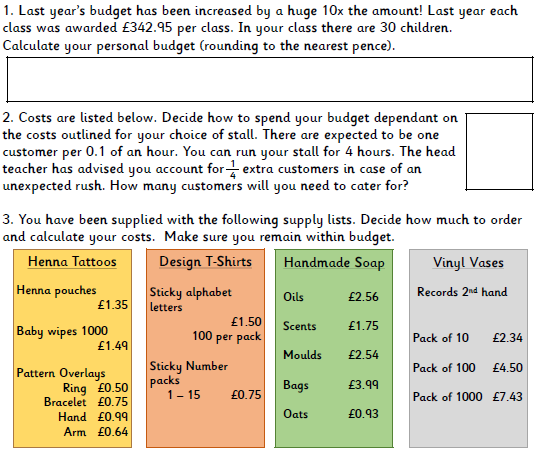 1. Last year's budget has been increased by a huge 10x the amount! Last year each
class was awarded £342.95 per class. In your class there are 30 children.
Calculate your personal budget (rounding to the nearest pence).
2. Costs are listed below. Decide how to spend your budget dependant on
the costs outlined for your choice of stall. There are expected to be one
customer per 0.1 of an hour. You can run your stall for 4 hours. The head
teacher has advised you account for 1/4 extra customers in case of an
unexpected rush. How many customers will you need to cater for?
3. You have been supplied with the following supply lists. Decide how much to order
and calculate your costs. Make sure you remain within budget.
Henna Tattoos
Henna pouches
£1.35
Baby wipes 1000
£1.49
Pattern Overlays
Ring £0.50
Bracelet £0.75
Hand £0.99
Arm £0.64
Design T-Shirts
Sticky alphabet
letters
£1.50
100 per pack
Sticky Number
packs
1 – 15 £0.75
Handmade Soap
Oils £2.56
Scents £1.75
Moulds £2.54
Bags £3.99
Oats £0.93
Vinyl Vases
Records 2nd hand
Pack of 10 £2.34
Pack of 100 £4.50
Pack of 1000 £7.43